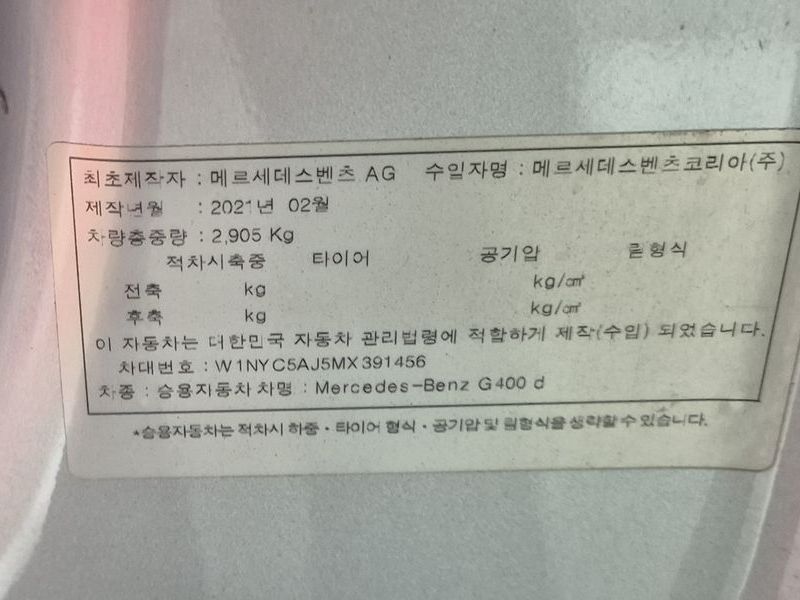 최초제작자 : 메르세데스벤츠 AG 수입자명 : 메르세데스벤츠코리아(주)
제작년월 : 2021년 02월
차량총중량 : 2,905 Kg
적차시축중 타이어 공기압 림형식
전축 kg kg/㎠
후축 kg kg/㎠
이 자동차는 대한민국 자동차 관리법령에 적합하게 제작(수입) 되었습니다.
차대번호 : W1NYC5AJ5MX391456
차종 : 승용자동차 차명 : Mercedes-Benz G400 d
*승용자동차는 적차시 하중 · 타이어 형식 · 공기압 및 림형식을 생략할 수 있습니다.